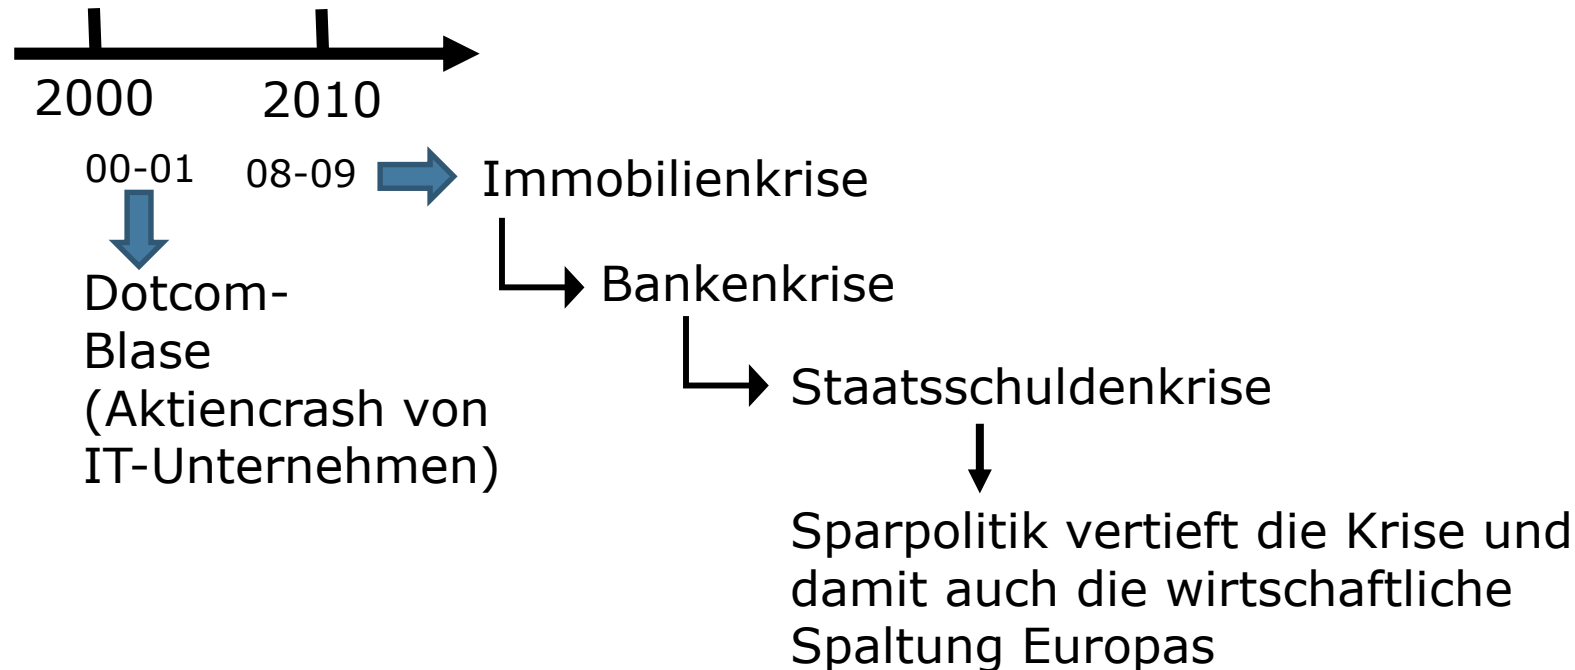 2000
2010
00-01
08-09
Immobilienkrise
Dotcom-
Blase
(Aktiencrash von
IT-Unternehmen)
Bankenkrise
Staatsschuldenkrise
Sparpolitik vertieft die Krise und
damit auch die wirtschaftliche
Spaltung Europas